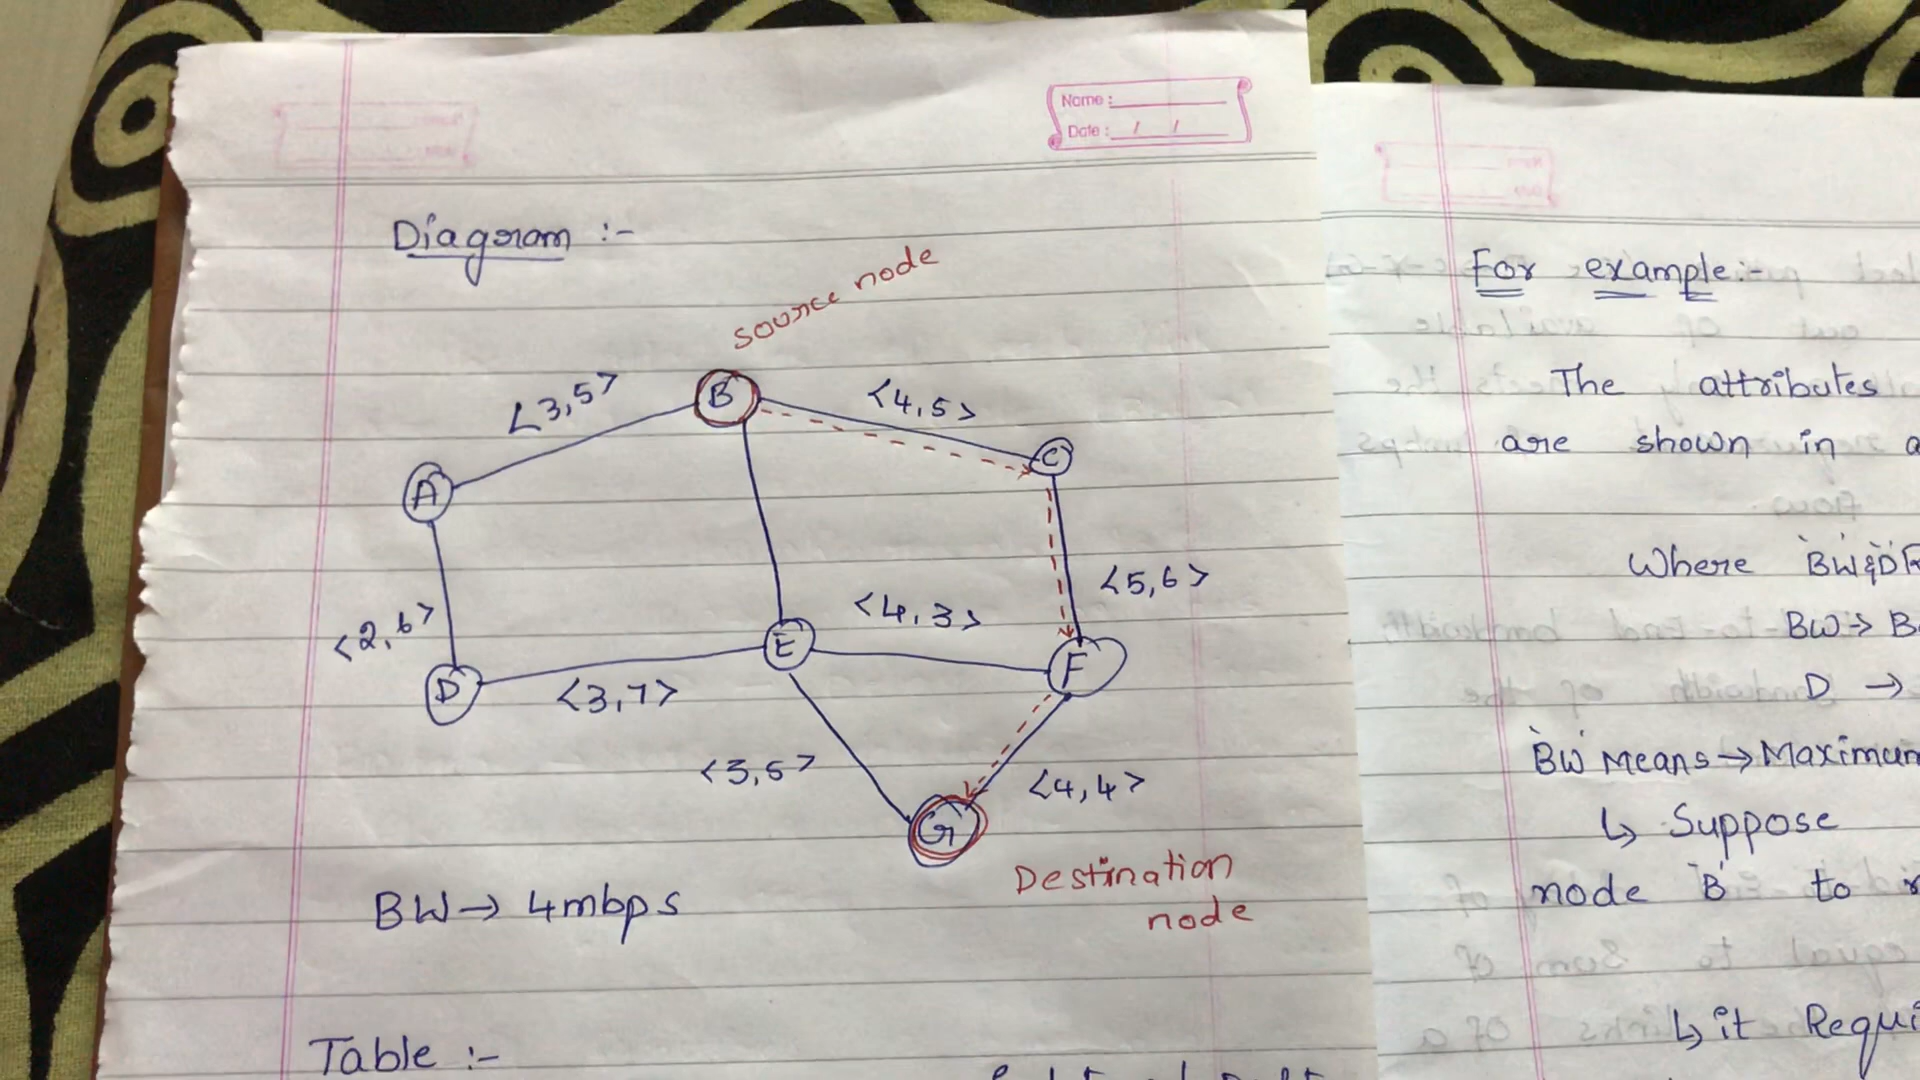 Name :
Date : / /
Diagram :-
source node
<3,5>
B
<4,5>
C
A
<2,6>
<5,6>
<4,3>
E
F
D
<3,7>
<3,5>
<4,4>
G
Destination
node
BW → 4mbps
Table :-
For example:-
The attributes
are shown in a
Where BW&D
BW →
D →
BW Means → Maximum
↳ Suppose
node B to
↳ it